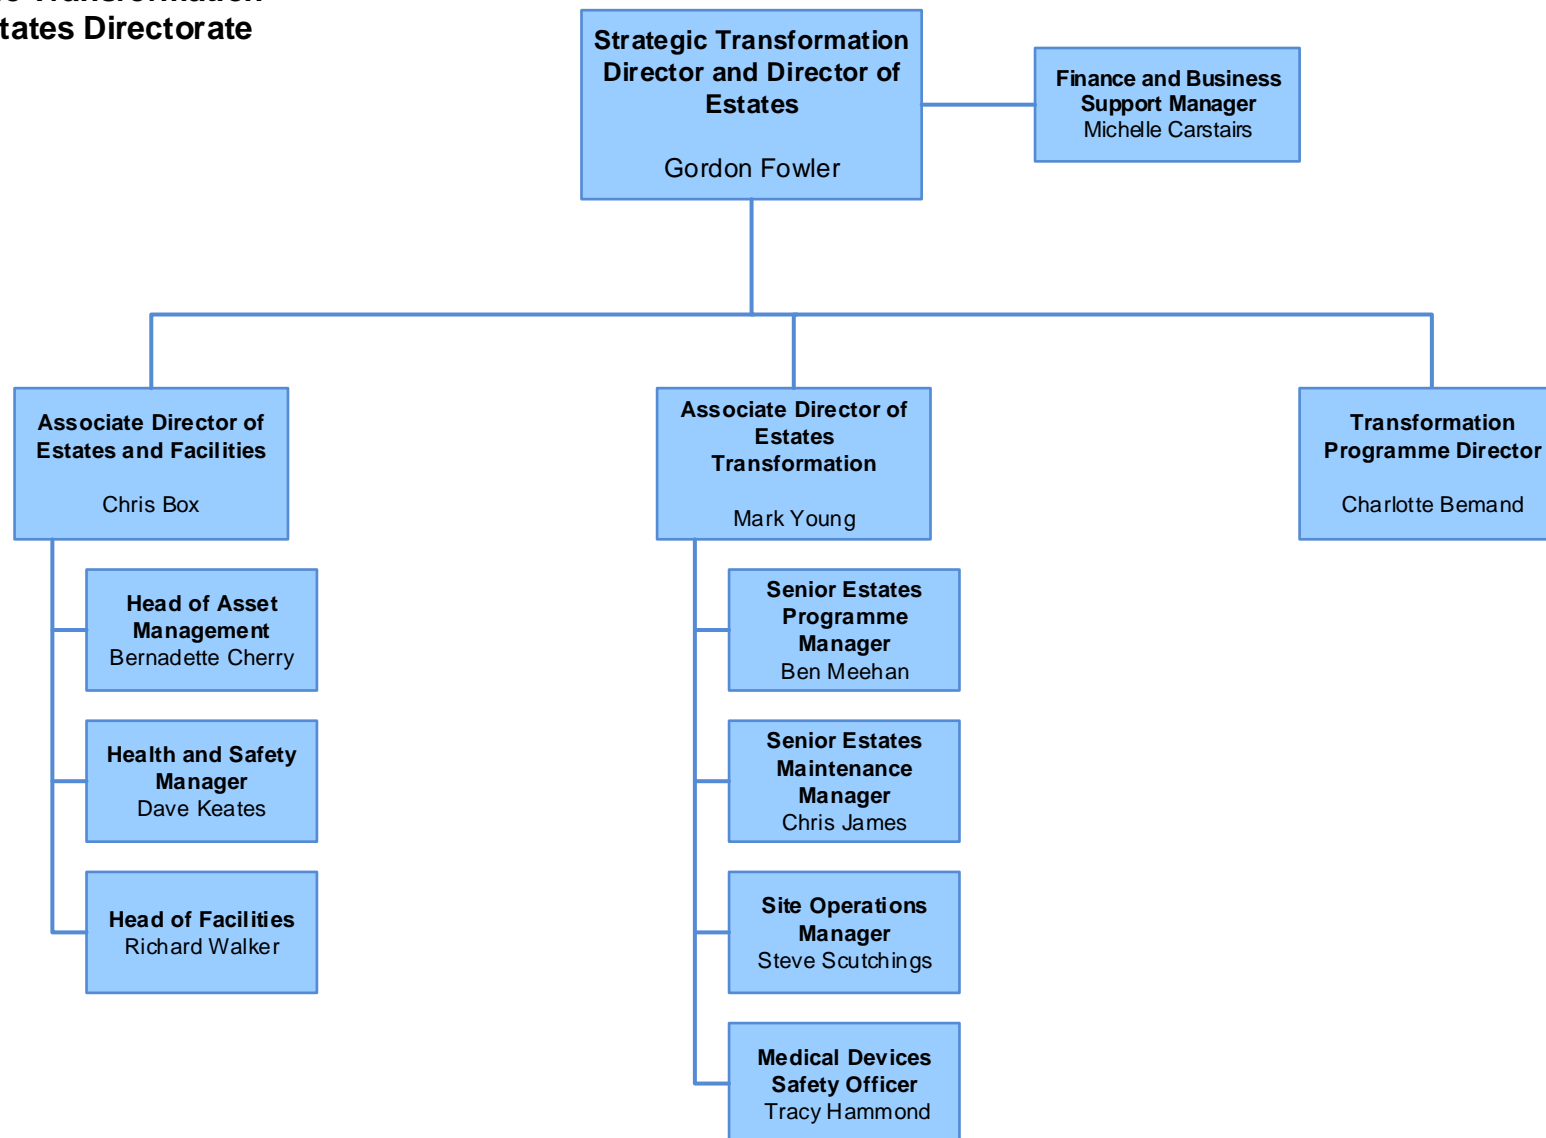 Transformation
Estates Directorate
Strategic Transformation
Director and Director of
Estates
Gordon Fowler
Finance and Business
Support Manager
Michelle Carstairs
Associate Director of
Estates and Facilities
Chris Box
Head of Asset
Management
Bernadette Cherry
Health and Safety
Manager
Dave Keates
Head of Facilities
Richard Walker
Associate Director of
Estates
Transformation
Mark Young
Senior Estates
Programme
Manager
Ben Meehan
Senior Estates
Maintenance
Manager
Chris James
Site Operations
Manager
Steve Scutchings
Medical Devices
Safety Officer
Tracy Hammond
Transformation
Programme Director
Charlotte Bemand